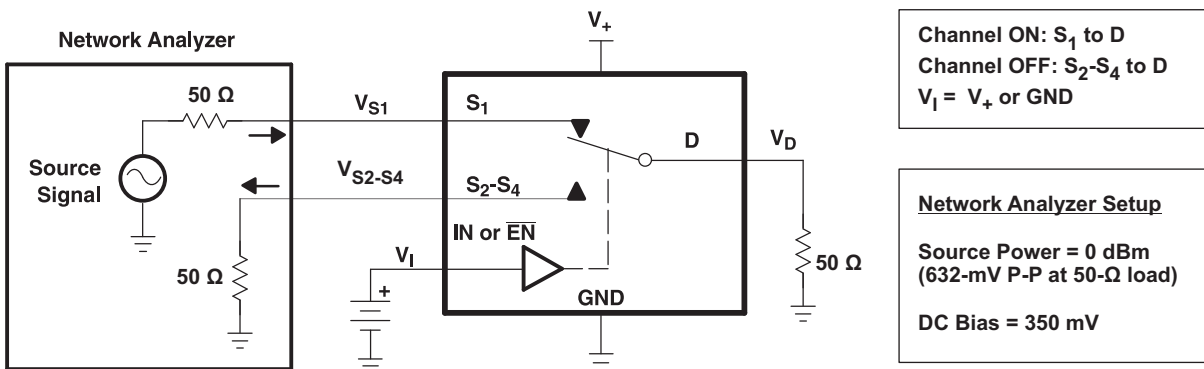 Network Analyzer
50 Ω
Source
Signal
50 Ω
V_S1
V_S2-S4
V_I
+
V_+
S_1
S_2-S_4
IN or E̅N̅
GND
D
V_D
50 Ω
Channel ON: S_1 to D
Channel OFF: S_2-S_4 to D
V_I = V_+ or GND
Network Analyzer Setup
Source Power = 0 dBm
(632-mV P-P at 50-Ω load)
DC Bias = 350 mV